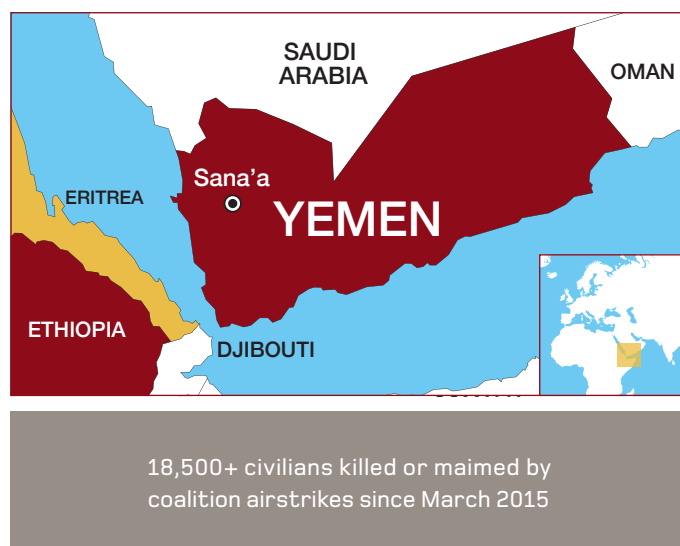 SAUDI
ARABIA
OMAN
Sana’a
ERITREA
YEMEN
ETHIOPIA
DJIBOUTI
18,500+ civilians killed or maimed by
coalition airstrikes since March 2015